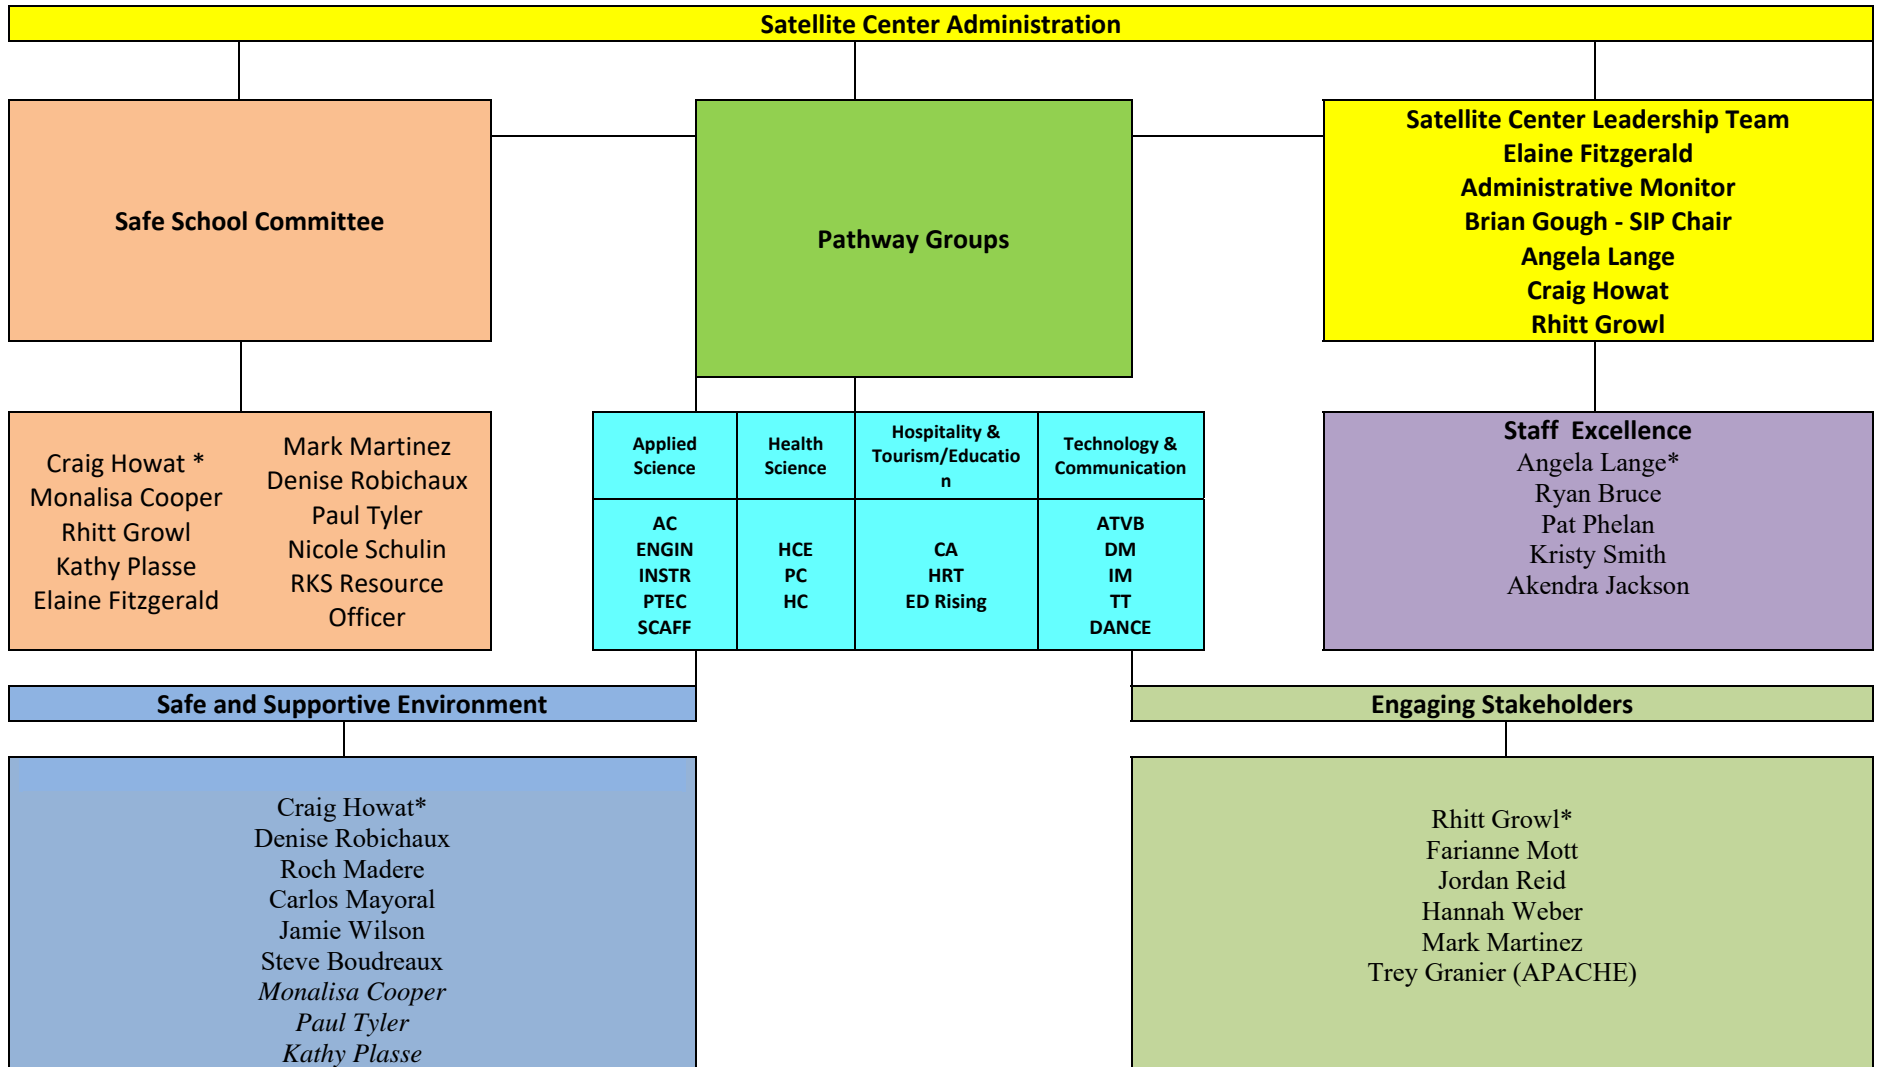 Satellite Center Administration
Safe School Committee
Pathway Groups
Satellite Center Leadership Team
Elaine Fitzgerald
Administrative Monitor
Brian Gough - SIP Chair
Angela Lange
Craig Howat
Rhitt Growl
Craig Howat *
Monalisa Cooper
Rhitt Growl
Kathy Plasse
Elaine Fitzgerald
Mark Martinez
Denise Robichaux
Paul Tyler
Nicole Schulin
RKS Resource
Officer
Applied
Science
Health
Science
Hospitality &
Tourism/Educatio
n
Technology &
Communication
AC
ENGIN
INSTR
PTEC
SCAFF
HCE
PC
HC
CA
HRT
ED Rising
ATVB
DM
IM
TT
DANCE
Staff  Excellence
Angela Lange*
Ryan Bruce
Pat Phelan
Kristy Smith
Akendra Jackson
Safe and Supportive Environment
Engaging Stakeholders
Craig Howat*
Denise Robichaux
Roch Madere
Carlos Mayoral
Jamie Wilson
Steve Boudreaux
Monalisa Cooper
Paul Tyler
Kathy Plasse
Rhitt Growl*
Farianne Mott
Jordan Reid
Hannah Weber
Mark Martinez
Trey Granier (APACHE)